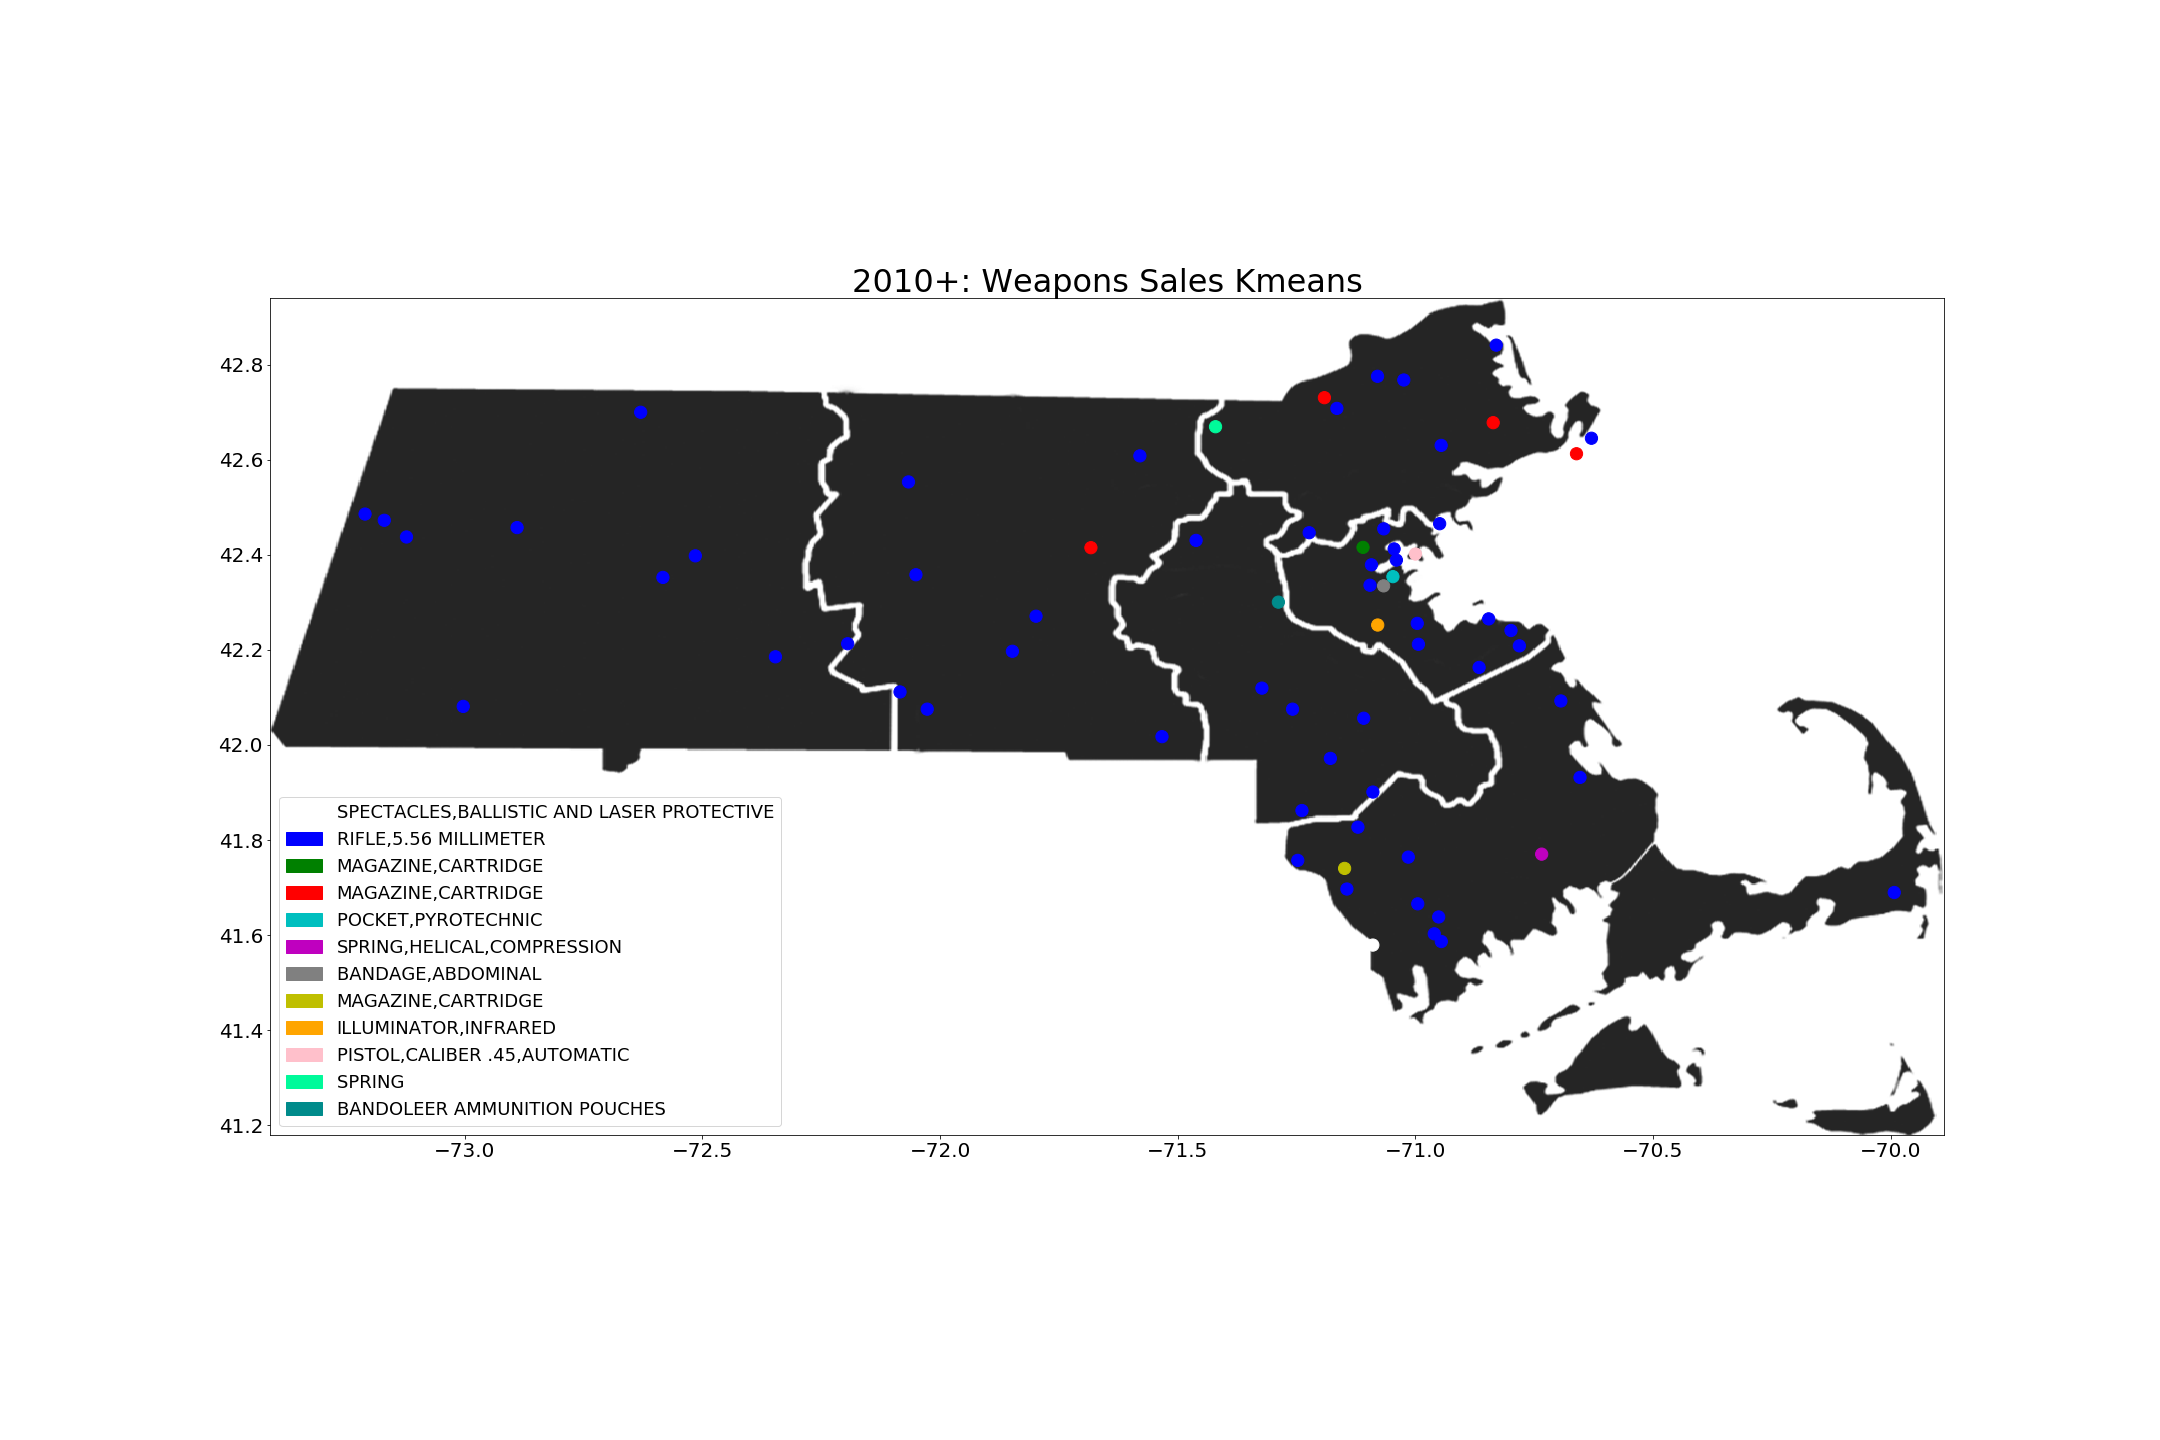 2010+: Weapons Sales Kmeans
42.8
42.6
42.4
42.2
42.0
41.8
41.6
41.4
41.2
SPECTACLES,BALLISTIC AND LASER PROTECTIVE
RIFLE,5.56 MILLIMETER
MAGAZINE,CARTRIDGE
MAGAZINE,CARTRIDGE
POCKET,PYROTECHNIC
SPRING,HELICAL,COMPRESSION
BANDAGE,ABDOMINAL
MAGAZINE,CARTRIDGE
ILLUMINATOR,INFRARED
PISTOL,CALIBER .45,AUTOMATIC
SPRING
BANDOLEER AMMUNITION POUCHES
−73.0 −72.5 −72.0 −71.5 −71.0 −70.5 −70.0